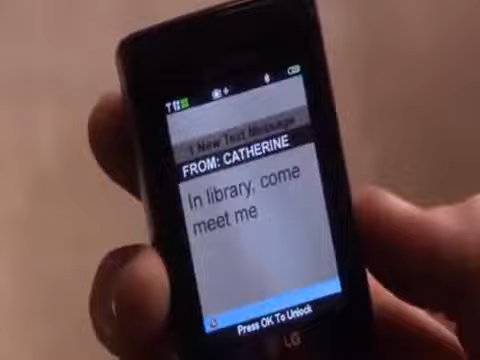 1 New Text Message
FROM: CATHERINE
In library, come
meet me
Press OK To Unlock
LG